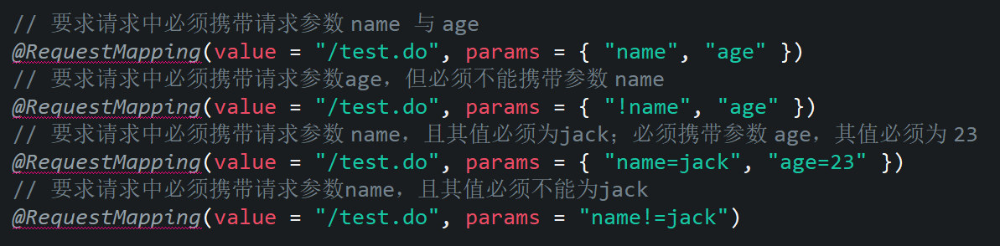 // 要求请求中必须携带请求参数 name 与 age
@RequestMapping(value = "/test.do", params = { "name", "age" })
// 要求请求中必须携带请求参数age，但必须不能携带参数 name
@RequestMapping(value = "/test.do", params = { "!name", "age" })
// 要求请求中必须携带请求参数 name，且其值必须为jack；必须携带参数 age，其值必须为 23
@RequestMapping(value = "/test.do", params = { "name=jack", "age=23" })
// 要求请求中必须携带请求参数name，且其值必须不能为jack
@RequestMapping(value = "/test.do", params = "name!=jack")